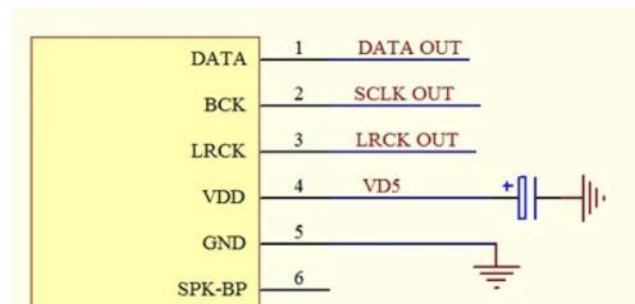 DATA 1 DATA OUT
BCK 2 SCLK OUT
LRCK 3 LRCK OUT
VDD 4 VD5 +
GND 5
SPK-BP 6